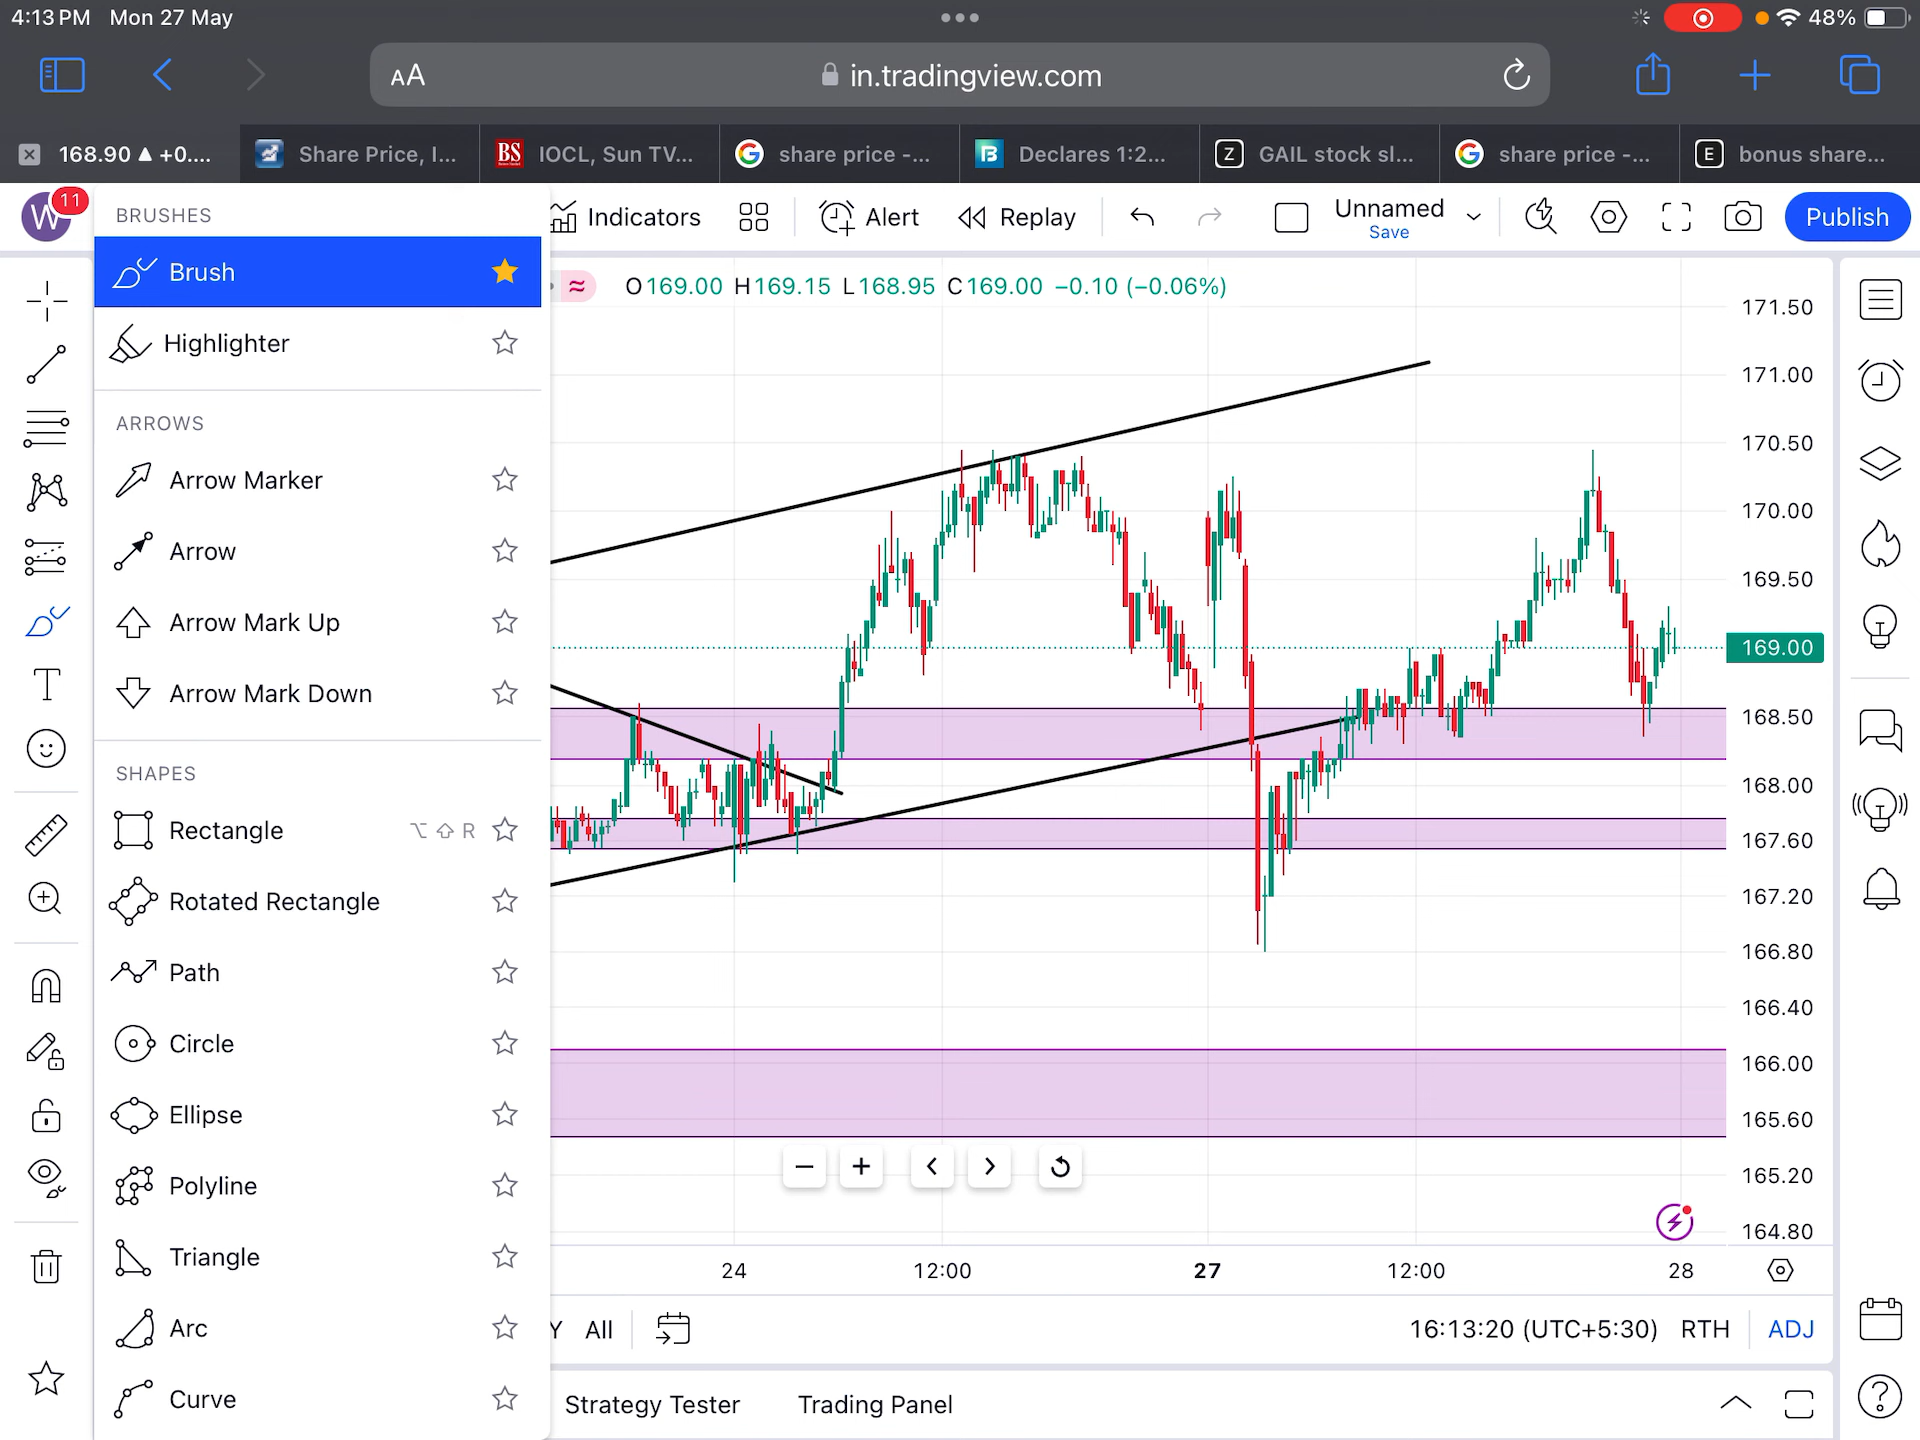 4:13 PM Mon 27 May
48%
AA
in.tradingview.com
168.90 ▲ +0....
Share Price, I...
BS
IOCL, Sun TV...
share price -...
Declares 1:2...
Z
GAIL stock sl...
share price -...
E
bonus share...
W
11
Indicators
Alert
Replay
Unnamed
Save
Publish
BRUSHES
Brush
Highlighter
ARROWS
Arrow Marker
Arrow
Arrow Mark Up
Arrow Mark Down
SHAPES
Rectangle ⌥ ⇧ R
Rotated Rectangle
Path
Circle
Ellipse
Polyline
Triangle
Arc
Curve
≈ O169.00 H169.15 L168.95 C169.00 −0.10 (−0.06%)
171.50
171.00
170.50
170.00
169.50
169.00
168.50
168.00
167.60
167.20
166.80
166.40
166.00
165.60
165.20
164.80
24
12:00
27
12:00
28
Y All
16:13:20 (UTC+5:30) RTH ADJ
Strategy Tester Trading Panel